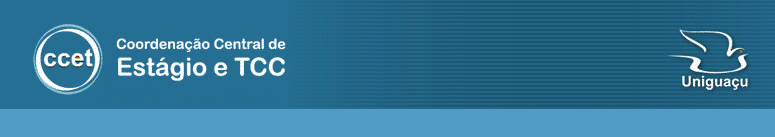 ccet
Coordenação Central de
Estágio e TCC
Uniguaçu